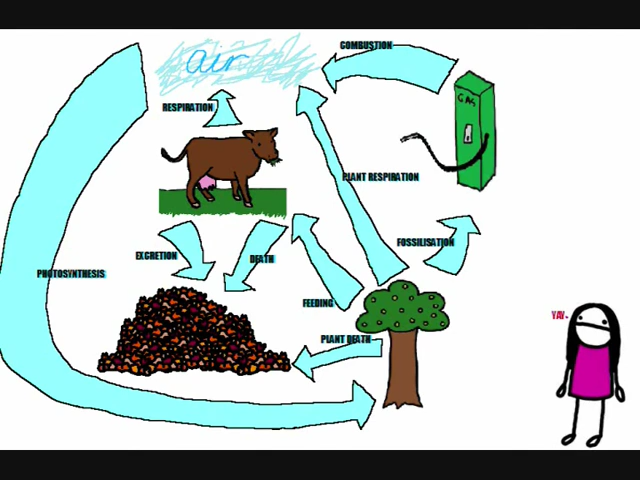 COMBUSTION
air
GAS
RESPIRATION
PLANT RESPIRATION
FOSSILISATION
EXCRETION
DEATH
PHOTOSYNTHESIS
FEEDING
YAY.
PLANT DEATH